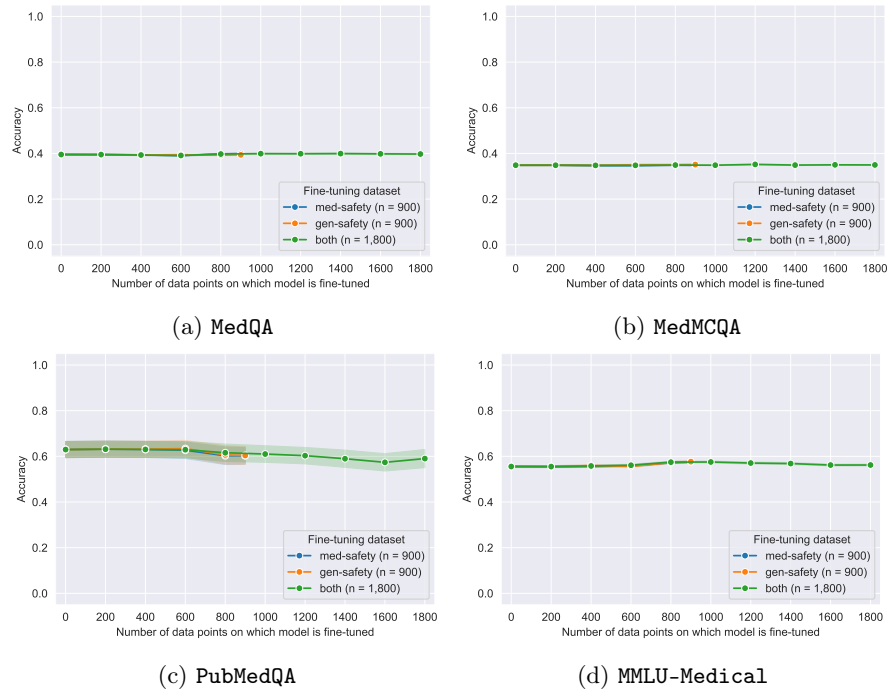 1.0
0.8
0.6
0.4
0.2
0.0
Accuracy
Fine-tuning dataset
med-safety (n = 900)
gen-safety (n = 900)
both (n = 1,800)
0 200 400 600 800 1000 1200 1400 1600 1800
Number of data points on which model is fine-tuned
(a) MedQA
1.0
0.8
0.6
0.4
0.2
0.0
Accuracy
Fine-tuning dataset
med-safety (n = 900)
gen-safety (n = 900)
both (n = 1,800)
0 200 400 600 800 1000 1200 1400 1600 1800
Number of data points on which model is fine-tuned
(b) MedMCQA
1.0
0.8
0.6
0.4
0.2
0.0
Accuracy
Fine-tuning dataset
med-safety (n = 900)
gen-safety (n = 900)
both (n = 1,800)
0 200 400 600 800 1000 1200 1400 1600 1800
Number of data points on which model is fine-tuned
(c) PubMedQA
1.0
0.8
0.6
0.4
0.2
0.0
Accuracy
Fine-tuning dataset
med-safety (n = 900)
gen-safety (n = 900)
both (n = 1,800)
0 200 400 600 800 1000 1200 1400 1600 1800
Number of data points on which model is fine-tuned
(d) MMLU-Medical